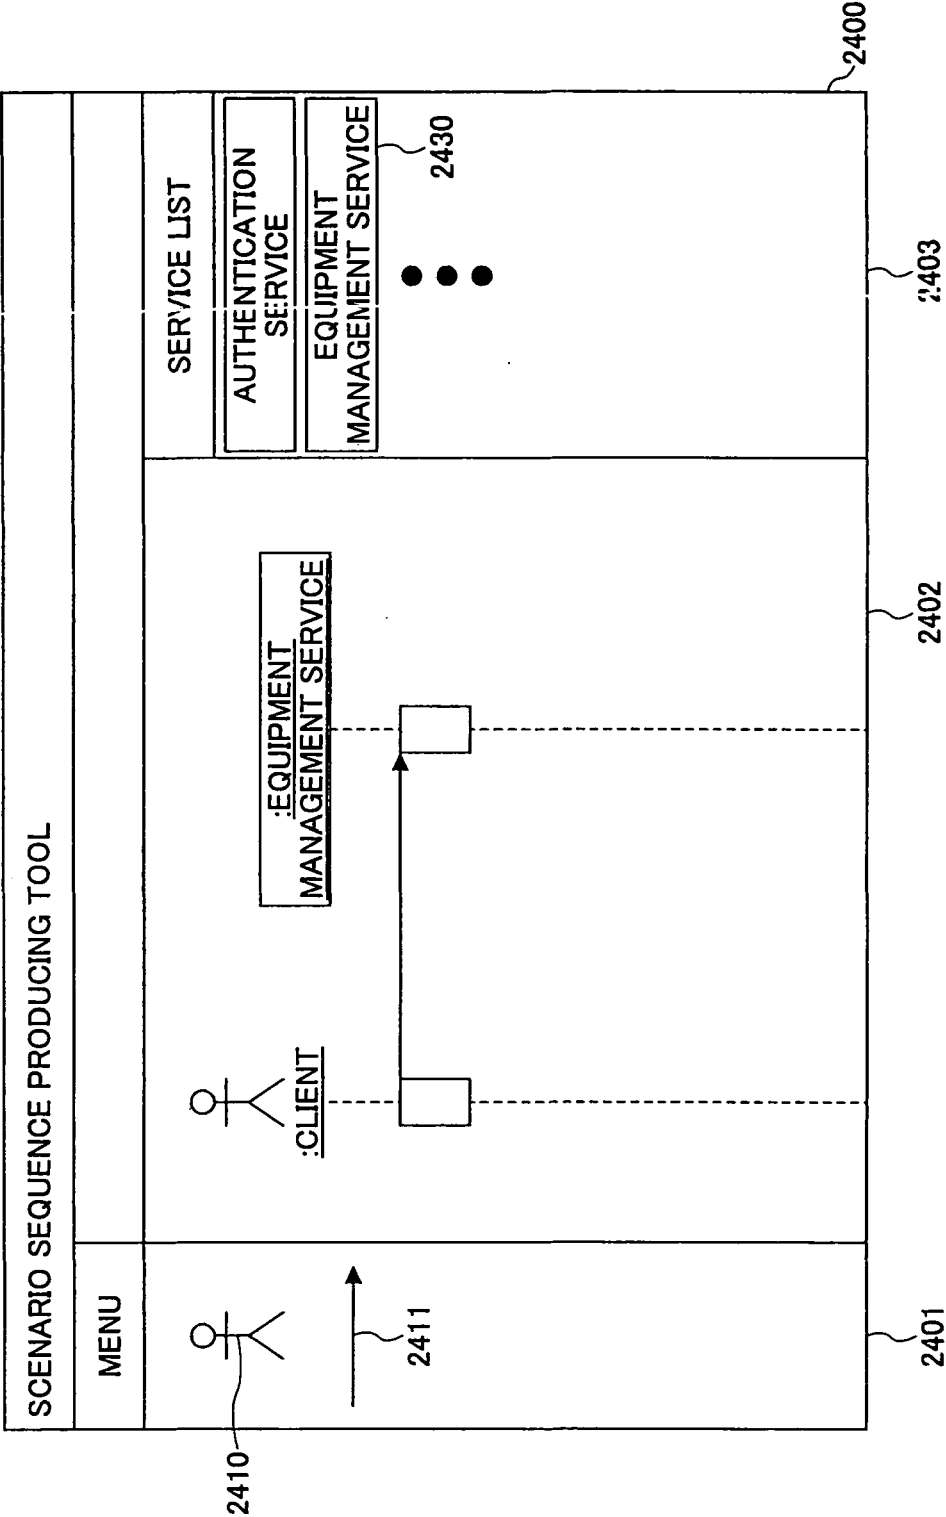 SCENARIO SEQUENCE PRODUCING TOOL
MENU
SERVICE LIST
AUTHENTICATION
SERVICE
EQUIPMENT
MANAGEMENT SERVICE
2430
:CLIENT
:EQUIPMENT
MANAGEMENT SERVICE
2410
2411
2401
2402
2403
2400